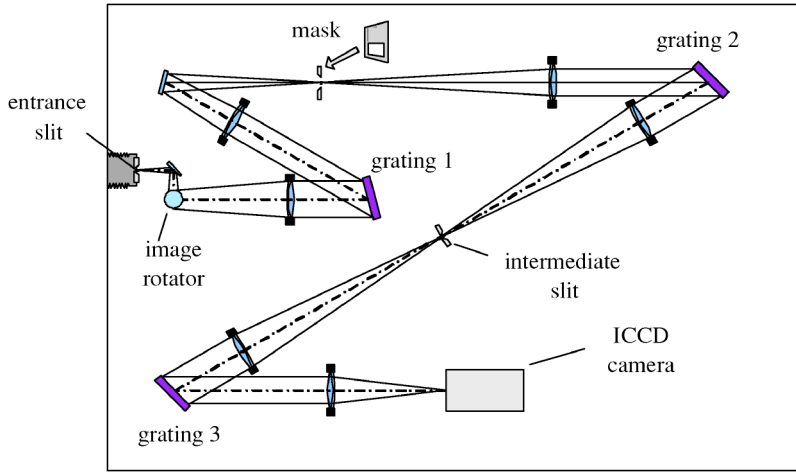 mask
grating 2
entrance
slit
grating 1
image
rotator
intermediate
slit
ICCD
camera
grating 3